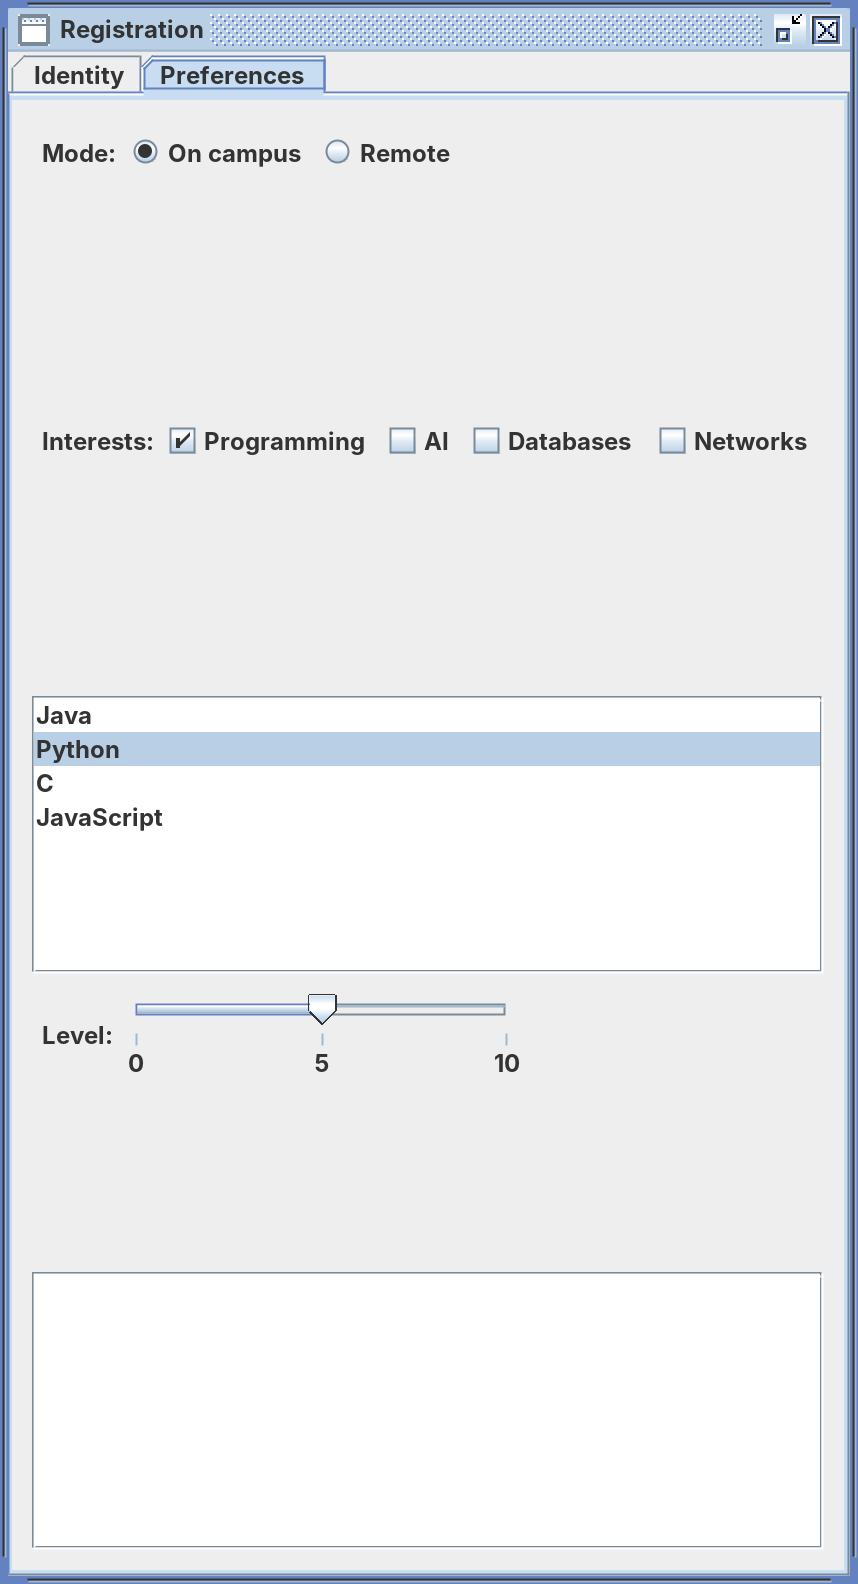 Registration
Identity Preferences
Mode: On campus Remote
Interests: Programming AI Databases Networks
Java
Python
C
JavaScript
Level:
0 5 10